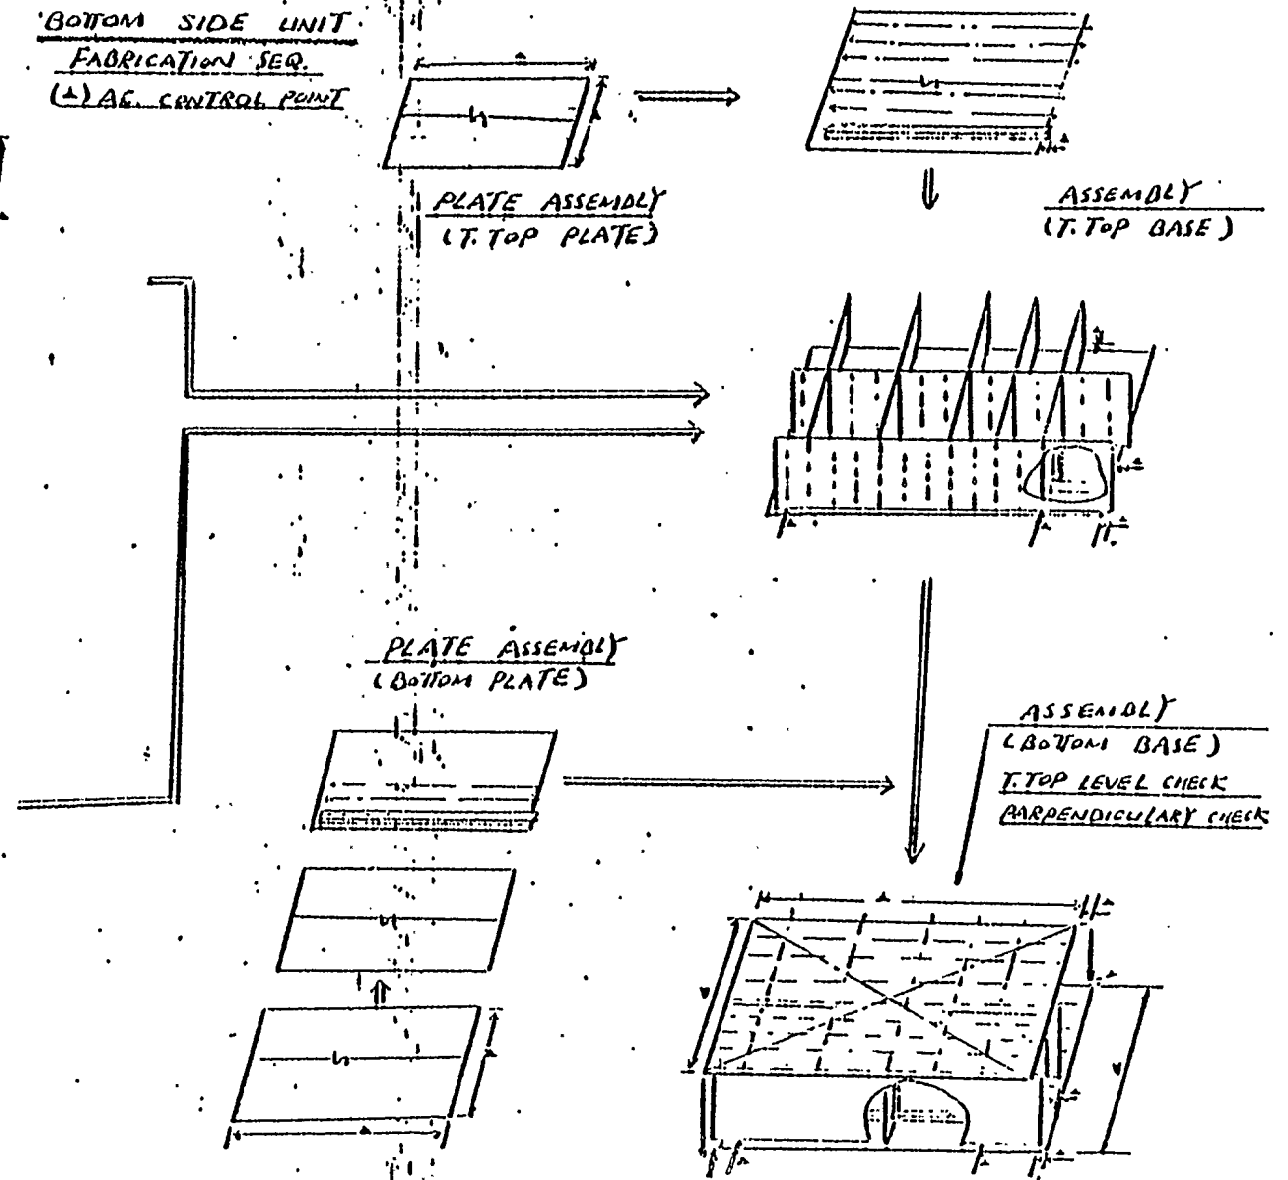 BOTTOM SIDE UNIT
FABRICATION SEQ.
(⊥) AC. CONTROL POINT
PLATE ASSEMBLY
(T. TOP PLATE)
ASSEMBLY
(T. TOP BASE)
PLATE ASSEMBLY
(BOTTOM PLATE)
ASSEMBLY
(BOTTOM BASE)
T. TOP LEVEL CHECK
PARPENDICULARY CHECK